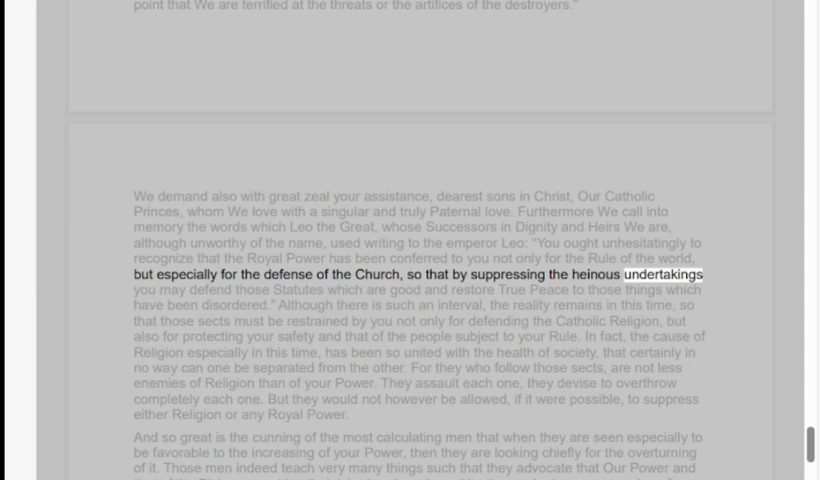 point that We are terrified at the threats or the artifices of the destroyers."
We demand also with great zeal your assistance, dearest sons in Christ, Our Catholic
Princes, whom We love with a singular and truly Paternal love. Furthermore We call into
memory the words which Leo the Great, whose Successors in Dignity and Heirs We are,
although unworthy of the name, used writing to the emperor Leo: “You ought unhesitatingly to
recognize that the Royal Power has been conferred to you not only for the Rule of the world,
but especially for the defense of the Church, so that by suppressing the heinous undertakings
you may defend those Statutes which are good and restore True Peace to those things which
have been disordered.” Although there is such an interval, the reality remains in this time, so
that those sects must be restrained by you not only for defending the Catholic Religion, but
also for protecting your safety and that of the people subject to your Rule. In fact, the cause of
Religion especially in this time, has been so united with the health of society, that certainly in
no way can one be separated from the other. For they who follow those sects, are not less
enemies of Religion than of your Power. They assault each one, they devise to overthrow
completely each one. But they would not however be allowed, if it were possible, to suppress
either Religion or any Royal Power.
And so great is the cunning of the most calculating men that when they are seen especially to
be favorable to the increasing of your Power, then they are looking chiefly for the overturning
of it. Those men indeed teach very many things such that they advocate that Our Power and